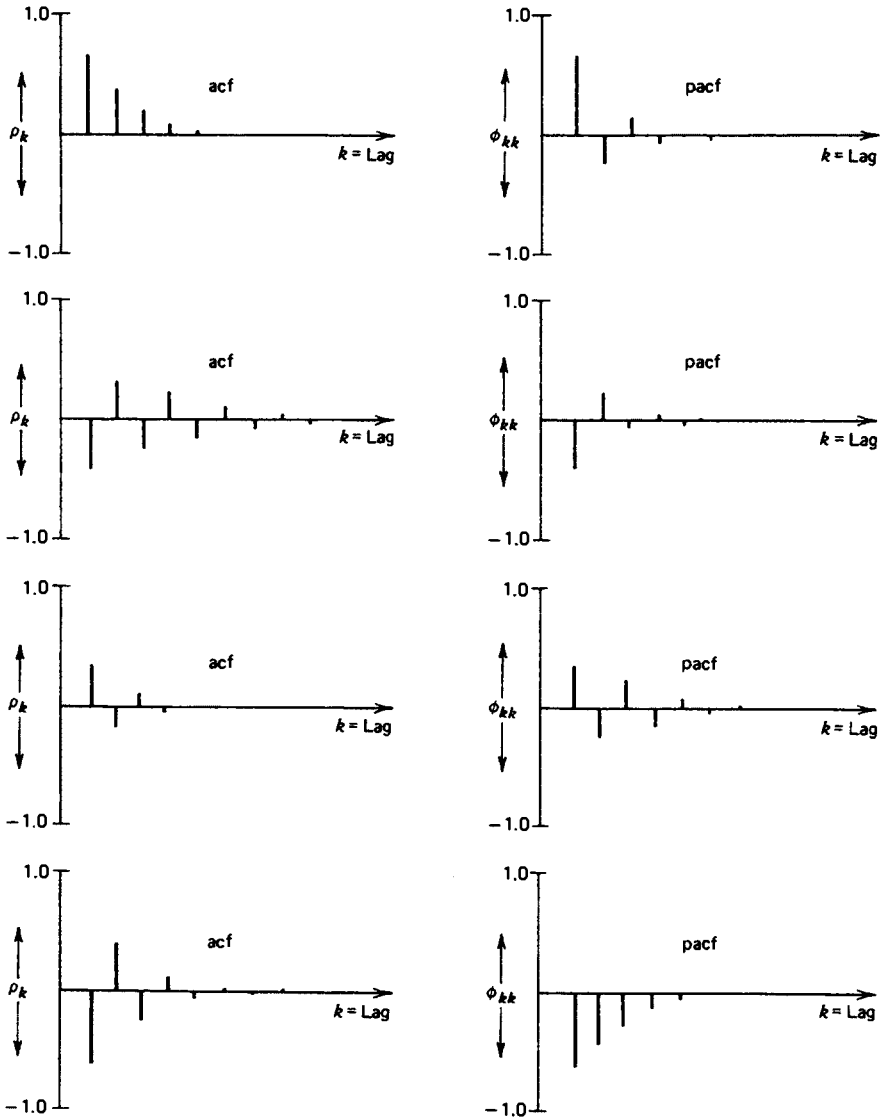 1.0 1.0
acf pacf
ρk ϕkk
k = Lag k = Lag
−1.0 −1.0
1.0 1.0
acf pacf
ρk ϕkk
k = Lag k = Lag
−1.0 −1.0
1.0 1.0
acf pacf
ρk ϕkk
k = Lag k = Lag
−1.0 −1.0
1.0 1.0
acf pacf
ρk ϕkk
k = Lag k = Lag
−1.0 −1.0